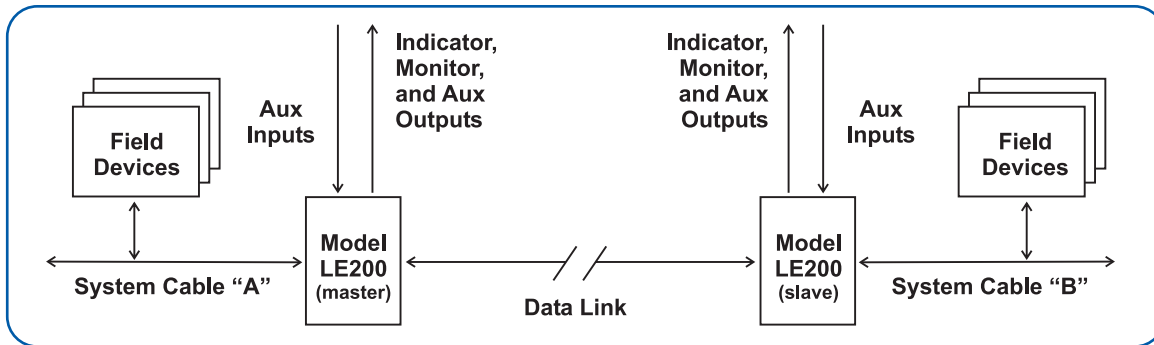 Field
Devices
Aux
Inputs
Indicator,
Monitor,
and Aux
Outputs
Model
LE200
(master)
System Cable “A”
Data Link
Indicator,
Monitor,
and Aux
Outputs
Aux
Inputs
Model
LE200
(slave)
Field
Devices
System Cable “B”